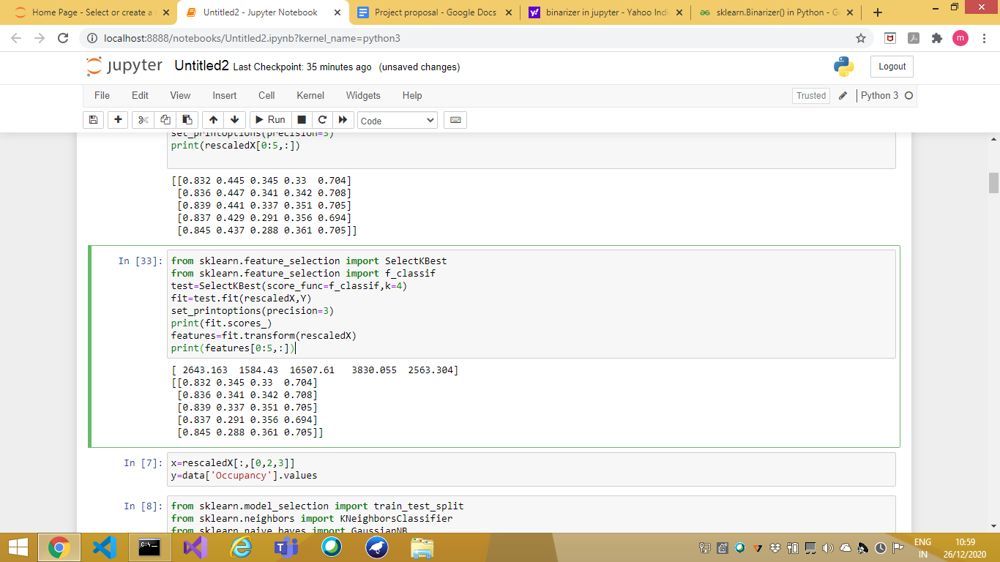 Home Page - Select or create a
Untitled2 - Jupyter Notebook
Project proposal - Google Docs
binarizer in jupyter - Yahoo Indi
sklearn.Binarizer() in Python - Ge
localhost:8888/notebooks/Untitled2.ipynb?kernel_name=python3
m
jupyter Untitled2 Last Checkpoint: 35 minutes ago (unsaved changes)
Logout
File Edit View Insert Cell Kernel Widgets Help
Trusted
Python 3
Run
Code
set_printoptions(precision=3)
print(rescaledX[0:5,:])
[[0.832 0.445 0.345 0.33  0.704]
[0.836 0.447 0.341 0.342 0.708]
[0.839 0.441 0.337 0.351 0.705]
[0.837 0.429 0.291 0.356 0.694]
[0.845 0.437 0.288 0.361 0.705]]
In [33]:
from sklearn.feature_selection import SelectKBest
from sklearn.feature_selection import f_classif
test=SelectKBest(score_func=f_classif,k=4)
fit=test.fit(rescaledX,Y)
set_printoptions(precision=3)
print(fit.scores_)
features=fit.transform(rescaledX)
print(features[0:5,:])
[ 2643.163  1584.43  16507.61   3830.055  2563.304]
[[0.832 0.345 0.33  0.704]
[0.836 0.341 0.342 0.708]
[0.839 0.337 0.351 0.705]
[0.837 0.291 0.356 0.694]
[0.845 0.288 0.361 0.705]]
In [7]:
x=rescaledX[:,[0,2,3]]
y=data['Occupancy'].values
In [8]:
from sklearn.model_selection import train_test_split
from sklearn.neighbors import KNeighborsClassifier
from sklearn.naive_bayes import GaussianNB
ENG
IN
10:59
26/12/2020